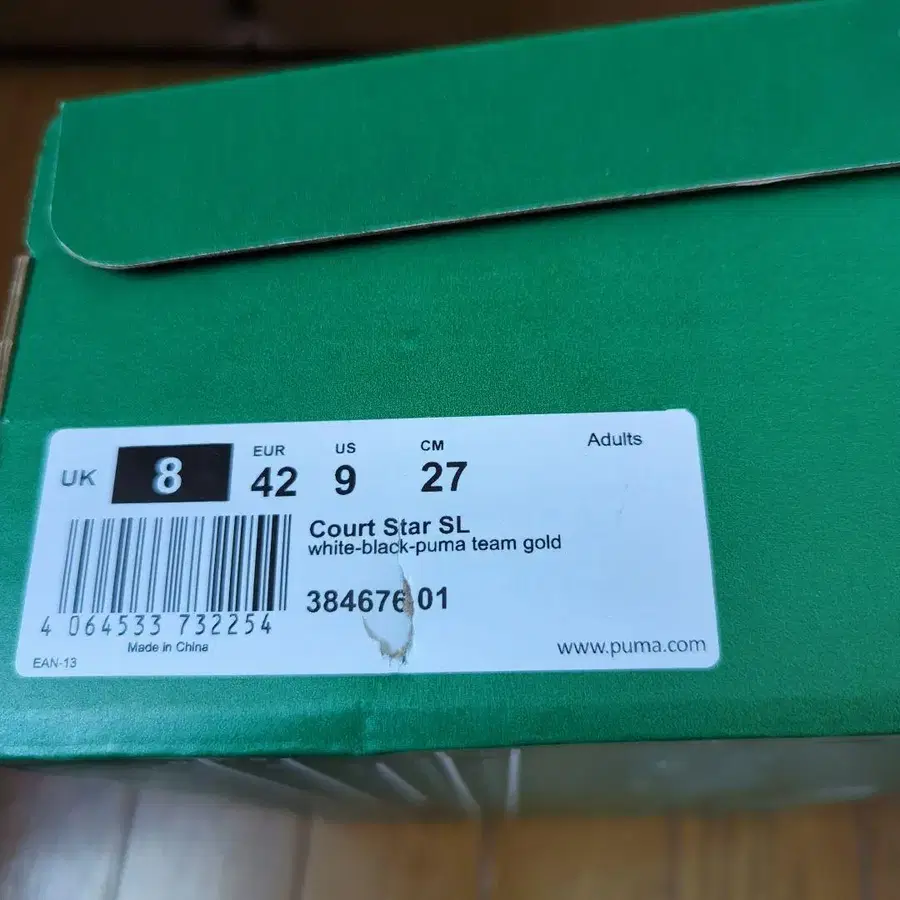 UK 8 EUR 42 US 9 CM 27 Adults
Court Star SL
white-black-puma team gold
384676 01
4 064533 732254
Made in China
EAN-13
www.puma.com